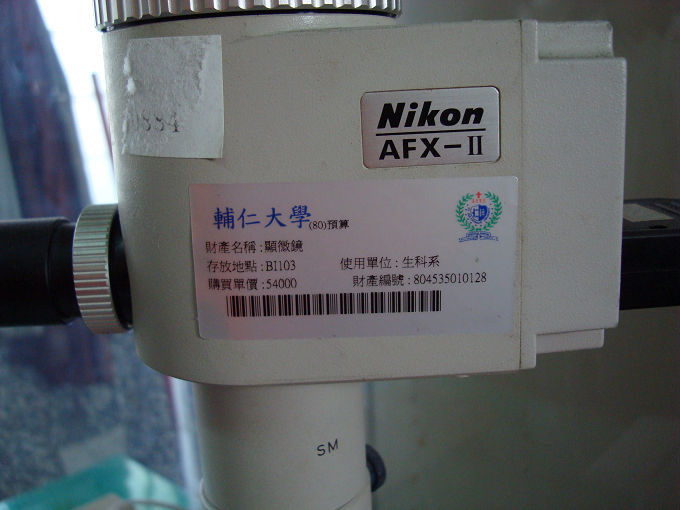 Nikon
AFX-II
輔仁大學(80)預算
財產名稱:顯微鏡
存放地點:BI103 使用單位:生科系
購買單價:54000 財產編號:804535010128
SM